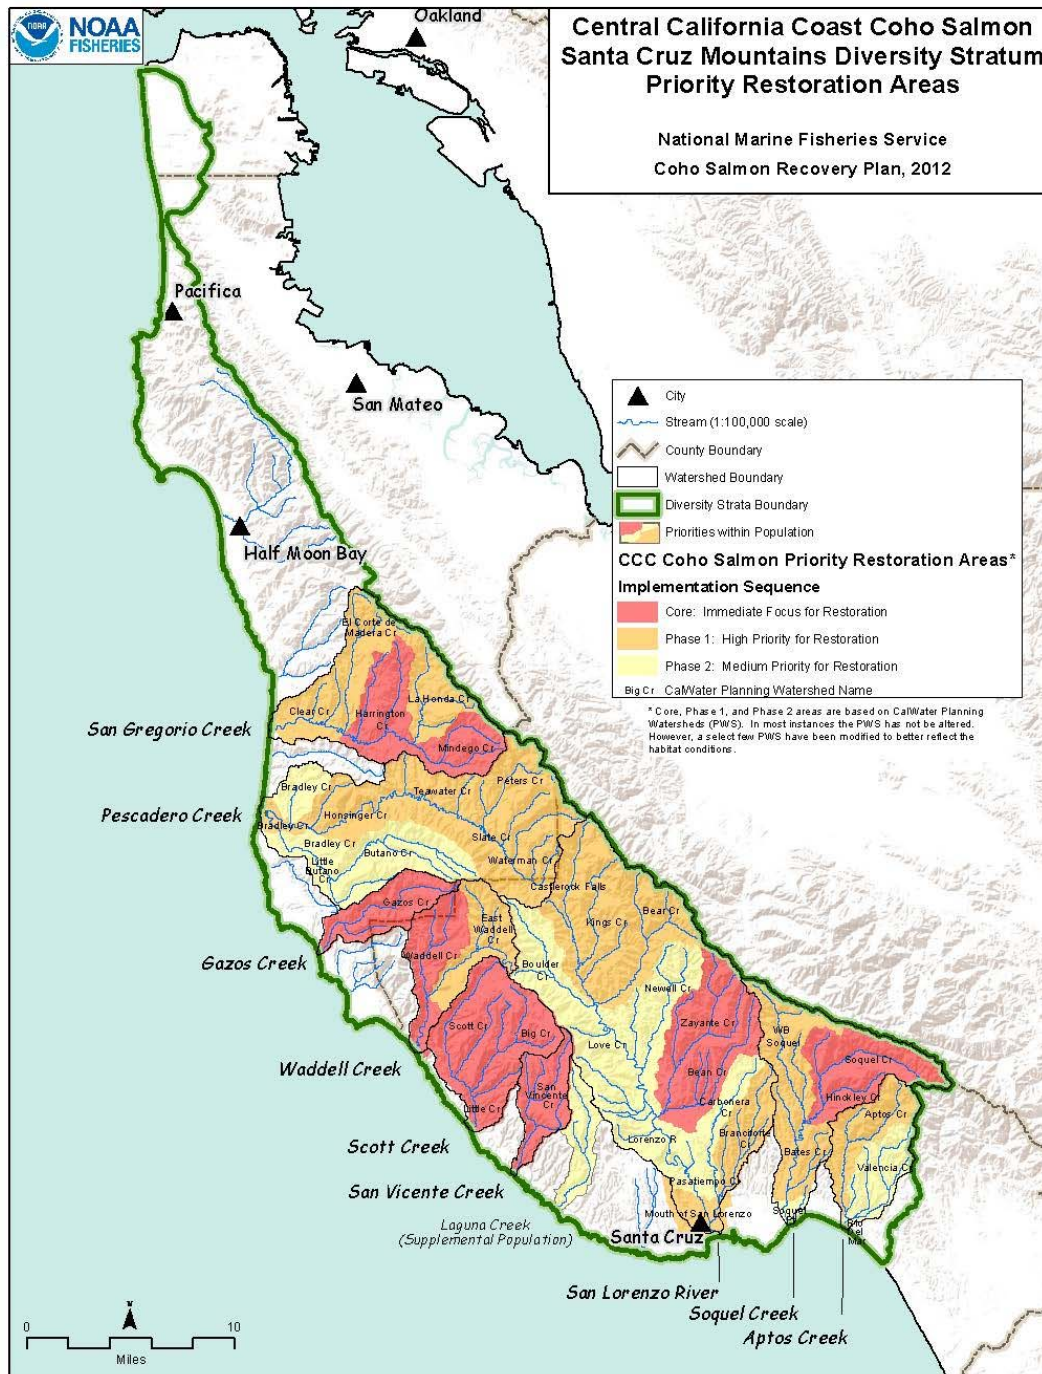 NOAA
NOAA
FISHERIES
Central California Coast Coho Salmon
Santa Cruz Mountains Diversity Stratum
Priority Restoration Areas
National Marine Fisheries Service
Coho Salmon Recovery Plan, 2012
Oakland
Pacifica
San Mateo
Half Moon Bay
City
Stream (1:100,000 scale)
County Boundary
Watershed Boundary
Diversity Strata Boundary
Priorities within Population
CCC Coho Salmon Priority Restoration Areas*
Implementation Sequence
Core: Immediate Focus for Restoration
Phase 1: High Priority for Restoration
Phase 2: Medium Priority for Restoration
Big Cr CalWater Planning Watershed Name
* Core, Phase 1, and Phase 2 areas are based on CalWater Planning
Watersheds (PWS). In most instances the PWS has not be altered.
However, a select few PWS have been modified to better reflect the
habitat conditions.
El Corte de
Madera Cr
La Honda Cr
Clear Cr
Harrington
Cr
Mindego Cr
San Gregorio Creek
Peters Cr
Bradley Cr
Teawater Cr
Pescadero Creek
Honsinger Cr
Bradley Cr
Slate Cr
Bradley Cr
Butano Cr
Little
Butano
Cr
Waterman Cr
Castlerock Falls
Gazos Cr
Bear Cr
East
Waddell
Cr
Kings Cr
Waddell Cr
Boulder
Cr
Gazos Creek
Newell Cr
Zayante Cr
Scott Cr
Big Cr
WB
Soquel
Love Cr
Soquel Cr
Waddell Creek
Bean Cr
San
Vincente
Cr
Hinckley Cr
Little Cr
Carbonera
Cr
Aptos Cr
Lorenzo R
Branciforte
Cr
Scott Creek
Bates Cr
Valencia Cr
Pasatiempo Cr
San Vicente Creek
Mouth of San Lorenzo
Soquel
Rio
Del
Mar
Laguna Creek
(Supplemental Population)
Santa Cruz
San Lorenzo River
Soquel Creek
Aptos Creek
N
0 10
Miles